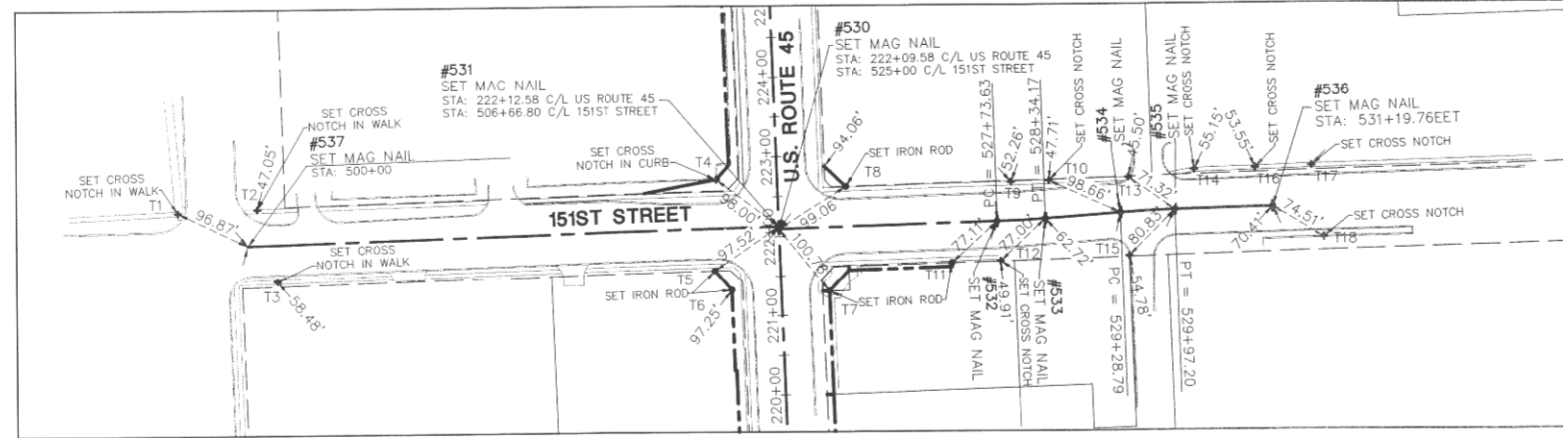 #531
SET MAG NAIL
STA: 222+12.58 C/L US ROUTE 45
STA: 506+66.80 C/L 151ST STREET
#530
SET MAG NAIL
STA: 222+09.58 C/L US ROUTE 45
STA: 525+00 C/L 151ST STREET
SET CROSS
NOTCH IN WALK
#537
SET MAG NAIL
STA: 500+00
SET CROSS
NOTCH IN WALK
T1
T2
47.05'
96.87'
SET CROSS
NOTCH IN WALK
T3
58.48'
151ST STREET
SET CROSS
NOTCH IN CURB
T4
98.00'
97.52'
T5
SET IRON ROD
T6
97.25'
U.S. ROUTE 45
224+00
223+00
221+00
220+00
94.06'
SET IRON ROD
T8
99.06'
100.78'
SET IRON ROD
T7
PC = 527+73.63
52.26'
T9
PT = 528+34.17
47.71'
SET CROSS NOTCH
T10
98.66'
77.11'
T11
#532
SET MAG NAIL
77.00'
T12
49.91'
SET CROSS NOTCH
#533
SET MAG NAIL
62.72'
#534
SET MAG NAIL
45.50'
T13
71.32'
#535
SET MAG NAIL
SET CROSS NOTCH
55.15'
T14
53.55'
SET CROSS NOTCH
T16
T15
80.83'
54.78'
PC = 529+28.79
PT = 529+97.20
#536
SET MAG NAIL
STA: 531+19.76EET
SET CROSS NOTCH
T17
74.51'
70.41'
SET CROSS NOTCH
T18